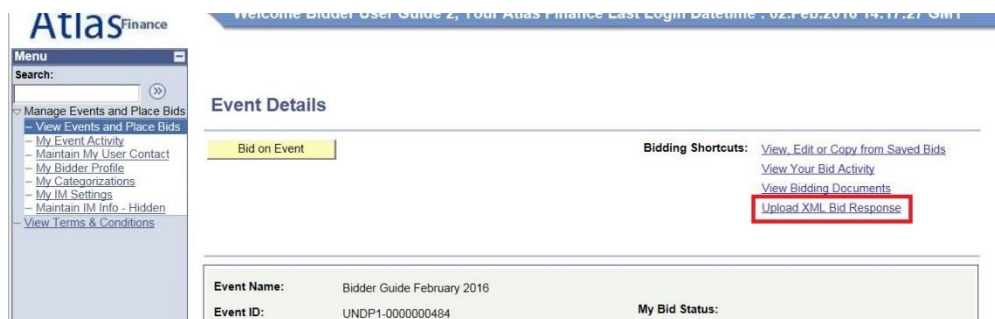 Atlas Finance
Welcome Bidder User Guide 2, Your Atlas Finance Last Login Datetime : 02.Feb.2016 14:17:27 GMT
Menu
Search:
Manage Events and Place Bids
– View Events and Place Bids
– My Event Activity
– Maintain My User Contact
– My Bidder Profile
– My Categorizations
– My IM Settings
– Maintain IM Info - Hidden
– View Terms & Conditions
Event Details
Bid on Event
Bidding Shortcuts:
View, Edit or Copy from Saved Bids
View Your Bid Activity
View Bidding Documents
Upload XML Bid Response
Event Name: Bidder Guide February 2016
Event ID: UNDP1-0000000484
My Bid Status: